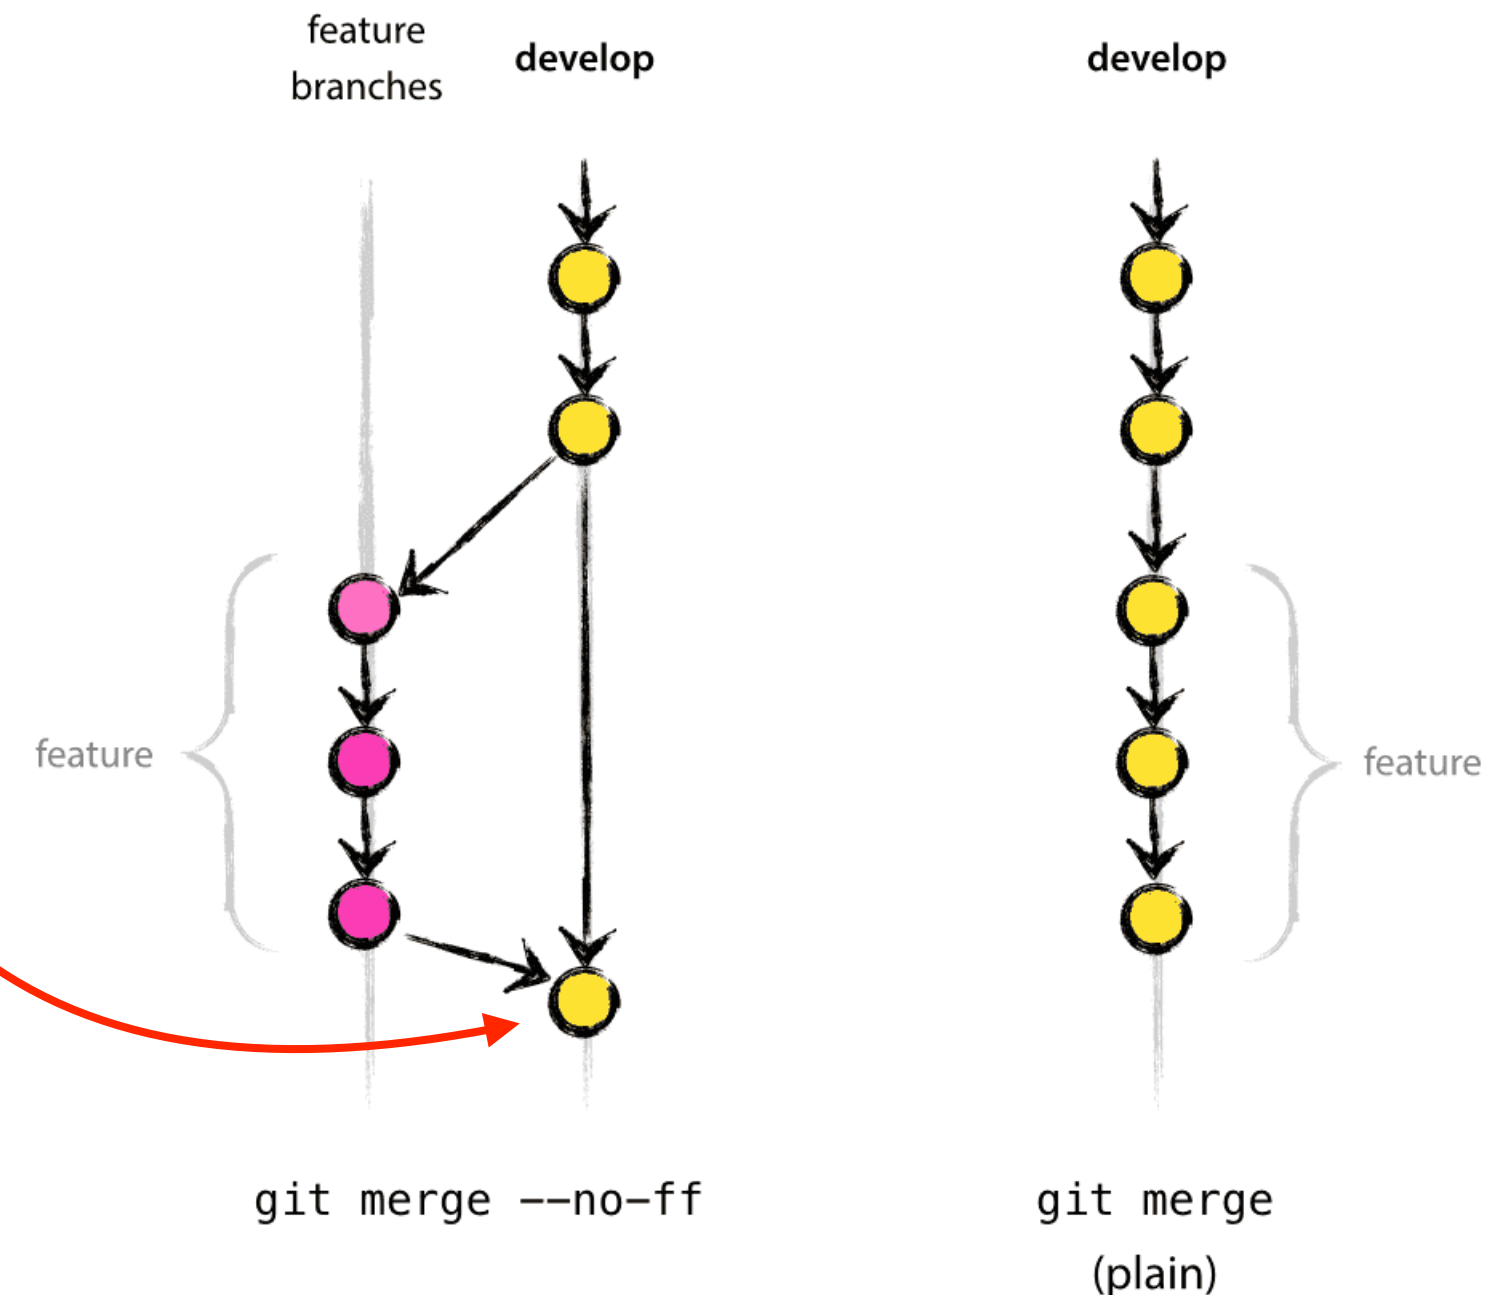 feature
branches
develop
develop
feature
feature
git merge --no-ff
git merge
(plain)